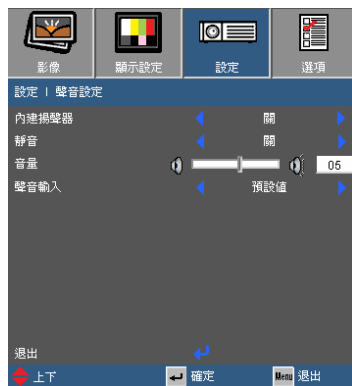 影像 顯示設定 設定 選項
設定 | 聲音設定
內建揚聲器 關
靜音 關
音量 05
聲音輸入 預設值
退出
上下 確定 Menu 退出